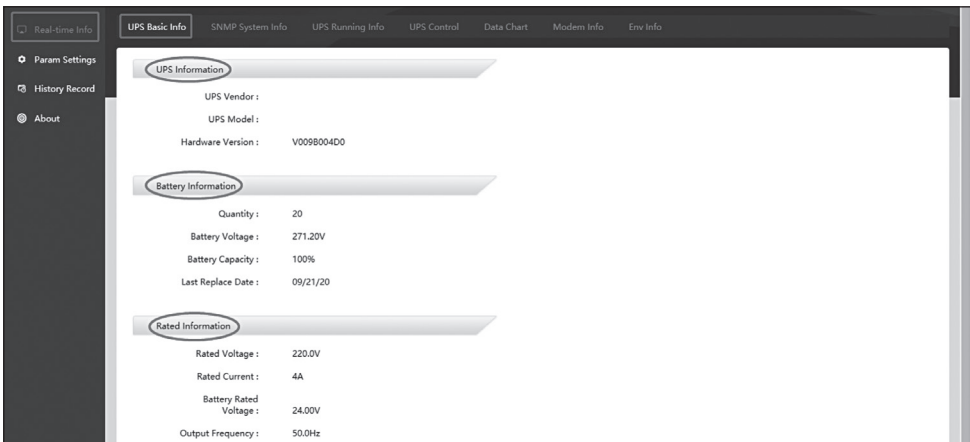 Real-time Info
Param Settings
History Record
About
UPS Basic Info SNMP System Info UPS Running Info UPS Control Data Chart Modem Info Env Info
UPS Information
UPS Vendor :
UPS Model :
Hardware Version : V009B004D0
Battery Information
Quantity : 20
Battery Voltage : 271.20V
Battery Capacity : 100%
Last Replace Date : 09/21/20
Rated Information
Rated Voltage : 220.0V
Rated Current : 4A
Battery Rated
Voltage : 24.00V
Output Frequency : 50.0Hz